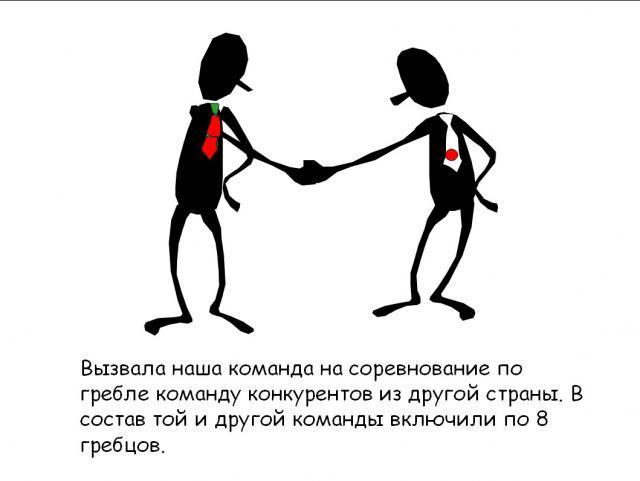 Вызвала наша команда на соревнование по
гребле команду конкурентов из другой страны. В
состав той и другой команды включили по 8
гребцов.